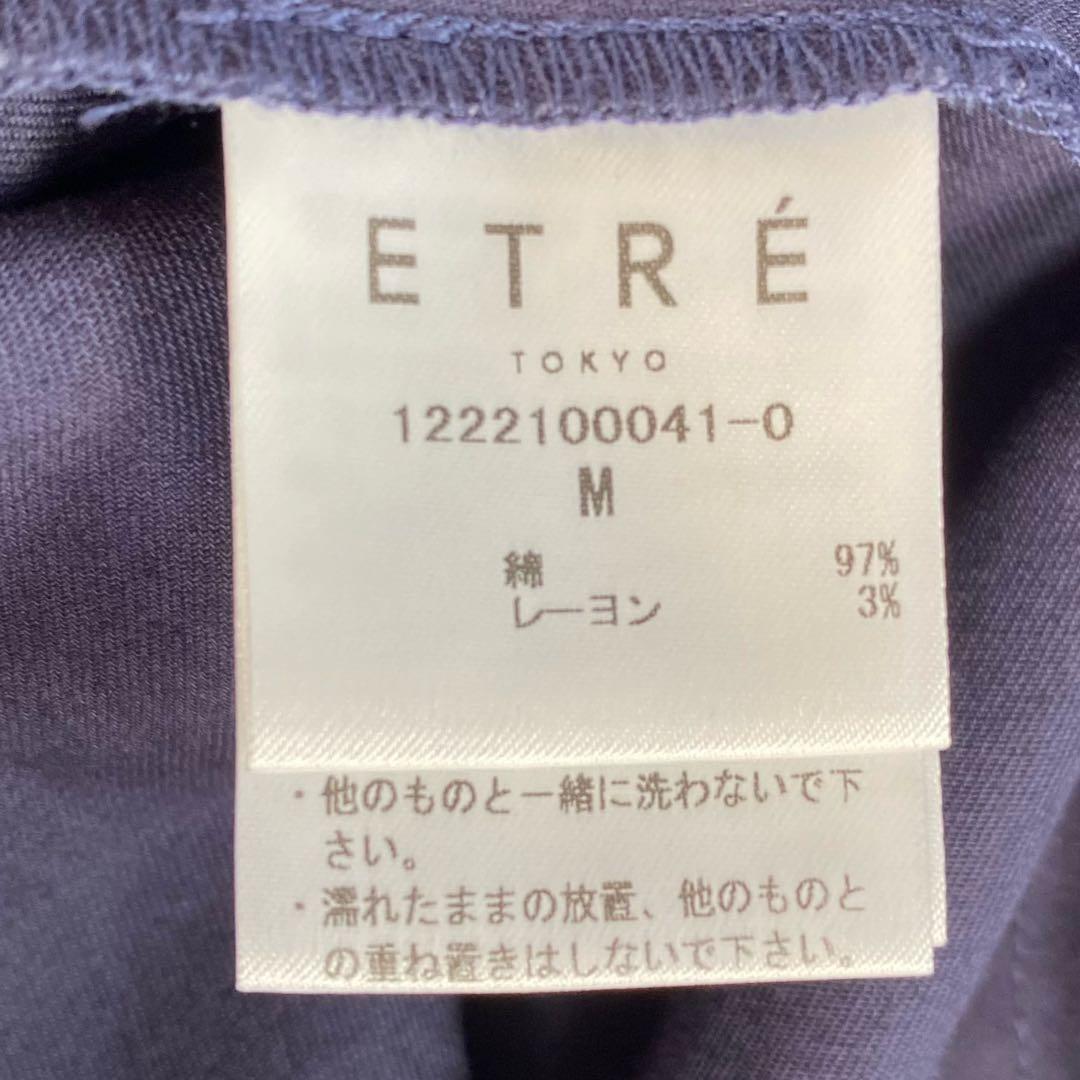 ETRÉ
TOKYO
1222100041-0
M
綿 97%
レーヨン 3%
・他のものと一緒に洗わないで下
さい。
・濡れたままの放置、他のものと
の重ね置きはしないで下さい。